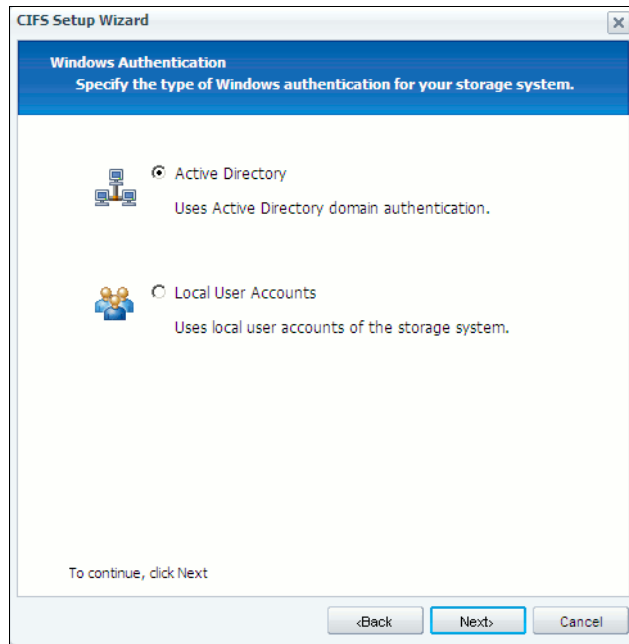 CIFS Setup Wizard
Windows Authentication
Specify the type of Windows authentication for your storage system.
Active Directory
Uses Active Directory domain authentication.
Local User Accounts
Uses local user accounts of the storage system.
To continue, click Next
<Back Next> Cancel